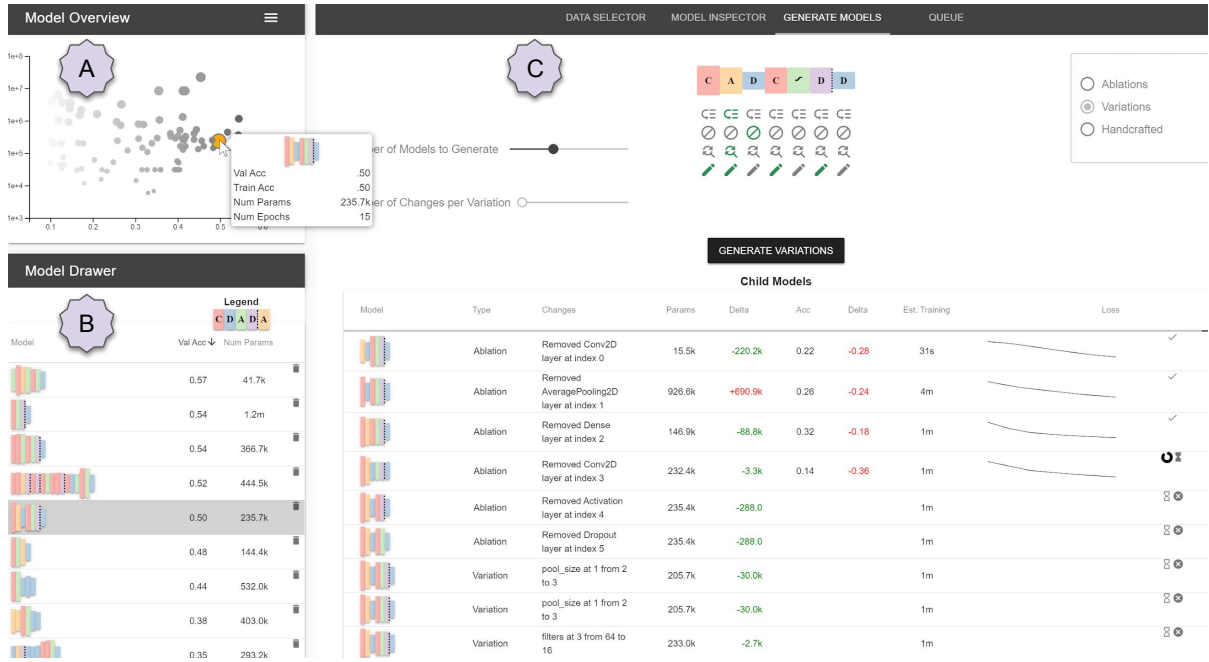 Model Overview
DATA SELECTOR
MODEL INSPECTOR
GENERATE MODELS
QUEUE
1e+8
1e+7
1e+6
1e+5
1e+4
1e+3
0.1
0.2
0.3
0.4
0.5
A
Val Acc .50
Train Acc .50
Num Params 235.7k
Num Epochs 15
C
C A D C D D
er of Models to Generate
er of Changes per Variation
Ablations
Variations
Handcrafted
GENERATE VARIATIONS
Model Drawer
B
Legend
C D A D A
Model Val Acc Num Params
0.57 41.7k
0.54 1.2m
0.54 366.7k
0.52 444.5k
0.50 235.7k
0.48 144.4k
0.44 532.0k
0.38 403.0k
0.35 293.2k
Child Models
Model Type Changes Params Delta Acc Delta Est. Training Loss
Ablation Removed Conv2D layer at index 0 15.5k -220.2k 0.22 -0.28 31s
Ablation Removed AveragePooling2D layer at index 1 926.6k +690.9k 0.26 -0.24 4m
Ablation Removed Dense layer at index 2 146.9k -88.8k 0.32 -0.18 1m
Ablation Removed Conv2D layer at index 3 232.4k -3.3k 0.14 -0.36 1m
Ablation Removed Activation layer at index 4 235.4k -288.0 1m
Ablation Removed Dropout layer at index 5 235.4k -288.0 1m
Variation pool_size at 1 from 2 to 3 205.7k -30.0k 1m
Variation pool_size at 1 from 2 to 3 205.7k -30.0k 1m
Variation filters at 3 from 64 to 16 233.0k -2.7k 1m